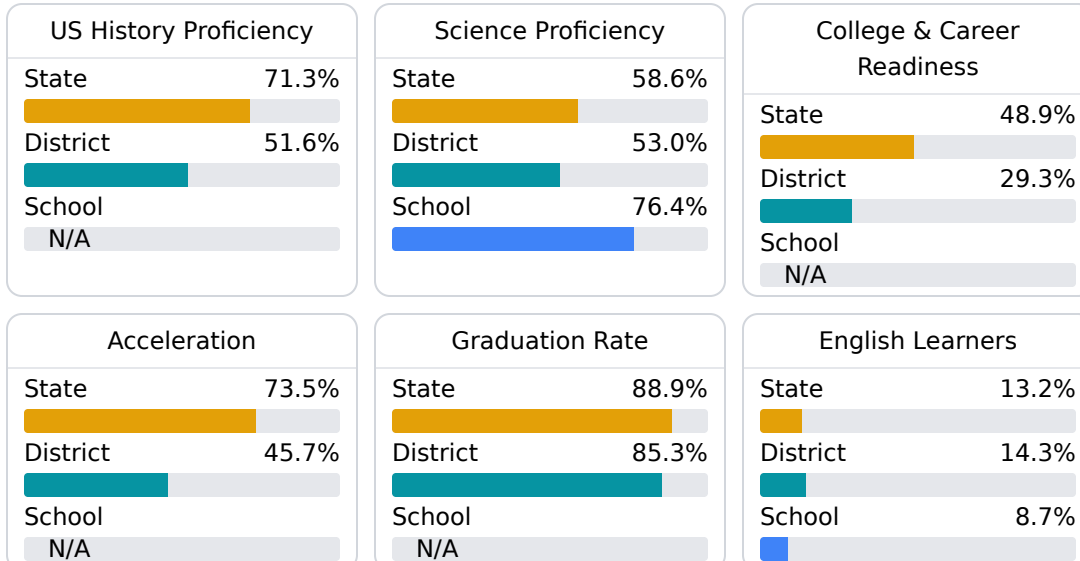 US History Proficiency
State 71.3%
District 51.6%
School
N/A
Science Proficiency
State 58.6%
District 53.0%
School 76.4%
College & Career
Readiness
State 48.9%
District 29.3%
School
N/A
Acceleration
State 73.5%
District 45.7%
School
N/A
Graduation Rate
State 88.9%
District 85.3%
School
N/A
English Learners
State 13.2%
District 14.3%
School 8.7%